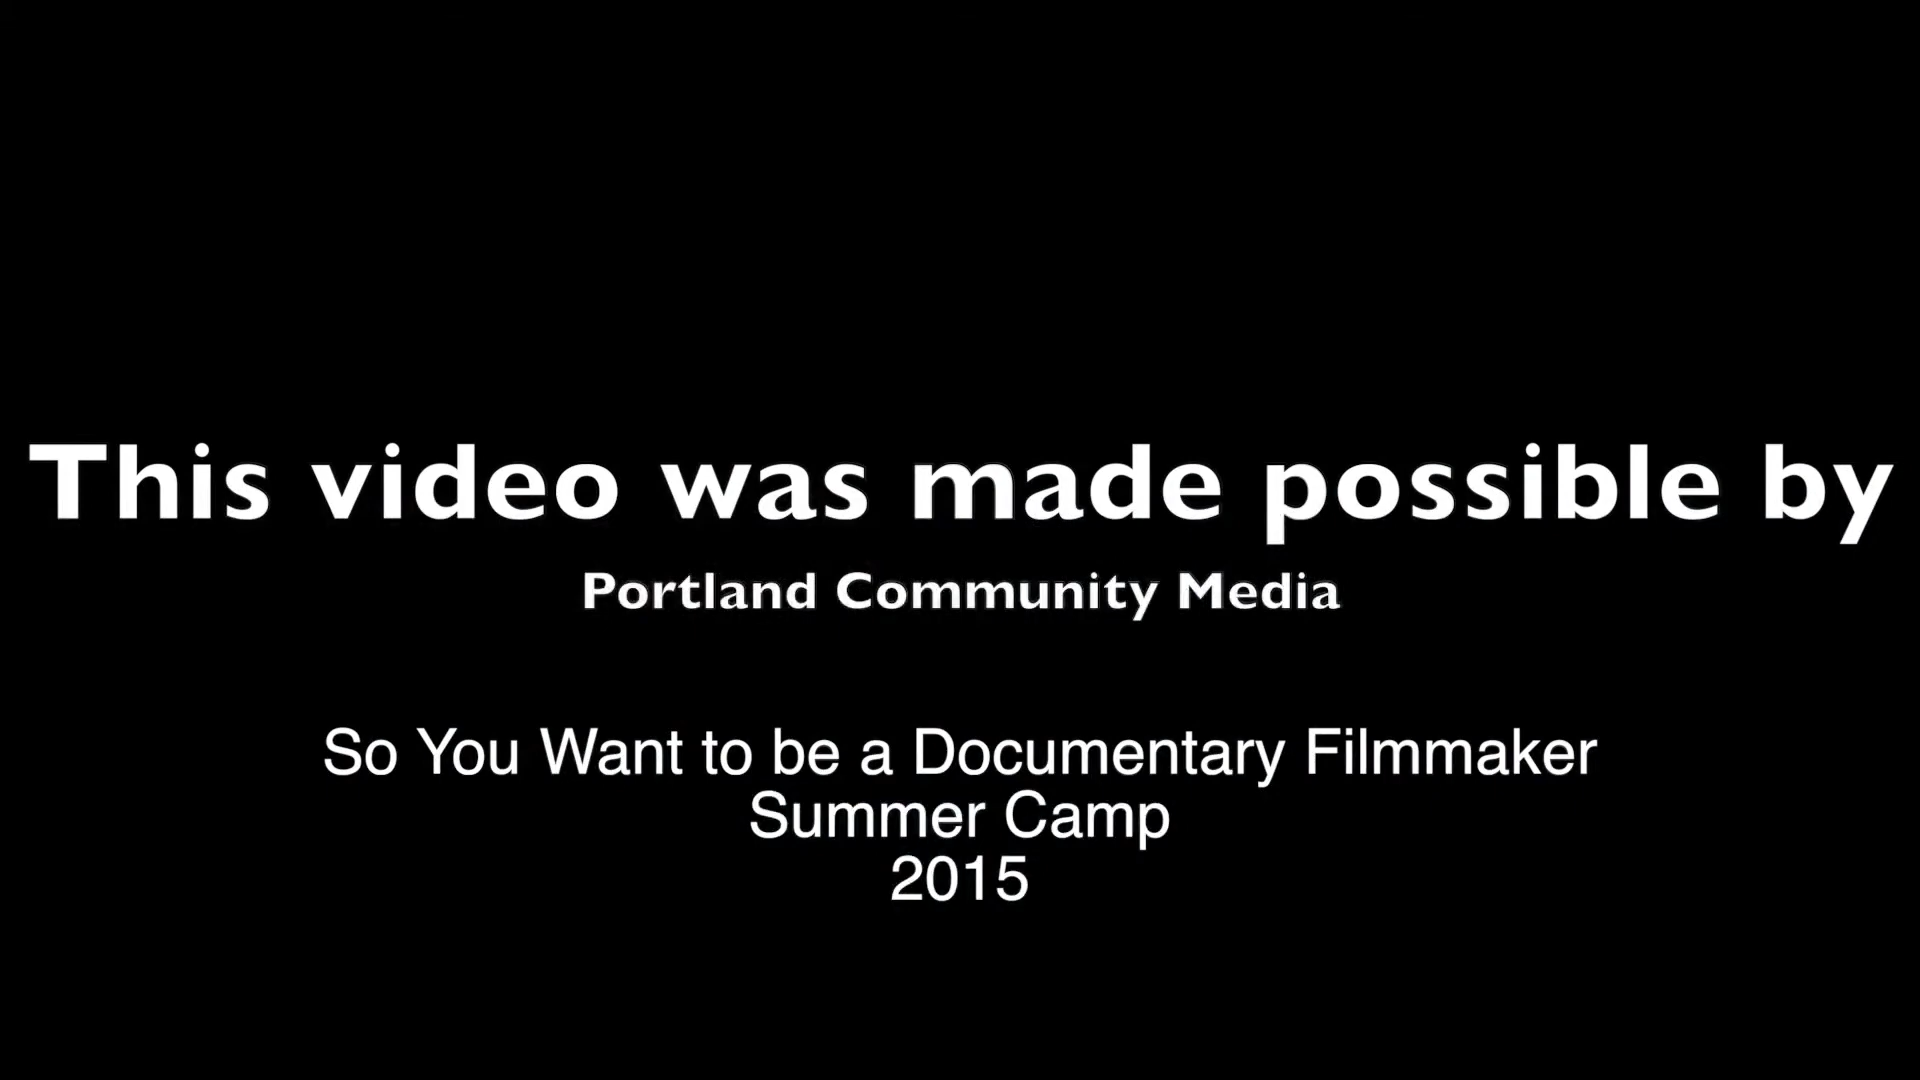 This video was made possible by
Portland Community Media
So You Want to be a Documentary Filmmaker
Summer Camp
2015